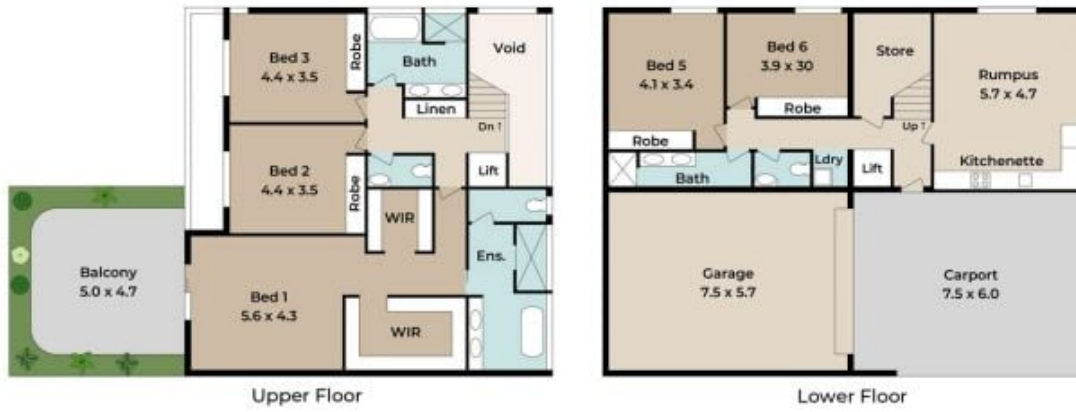 Bed 3
4.4 x 3.5
Robe
Bath
Void
Linen
Dn ↑
Lift
Bed 2
4.4 x 3.5
Robe
WIR
Ens.
Balcony
5.0 x 4.7
Bed 1
5.6 x 4.3
WIR
Upper Floor
Bed 5
4.1 x 3.4
Robe
Bed 6
3.9 x 30
Robe
Store
Rumpus
5.7 x 4.7
Up ↑
Bath
Ldry
Lift
Kitchenette
Garage
7.5 x 5.7
Carport
7.5 x 6.0
Lower Floor